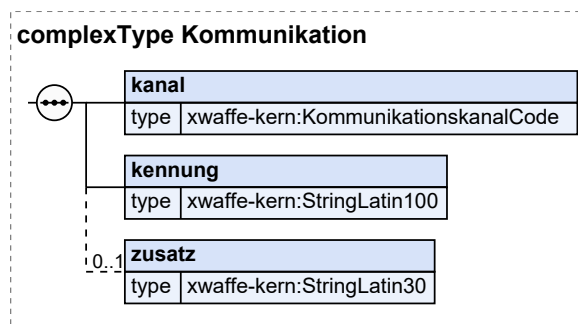 complexType Kommunikation
kanal
type xwaffe-kern:KommunikationskanalCode
kennung
type xwaffe-kern:StringLatin100
0..1 zusatz
type xwaffe-kern:StringLatin30